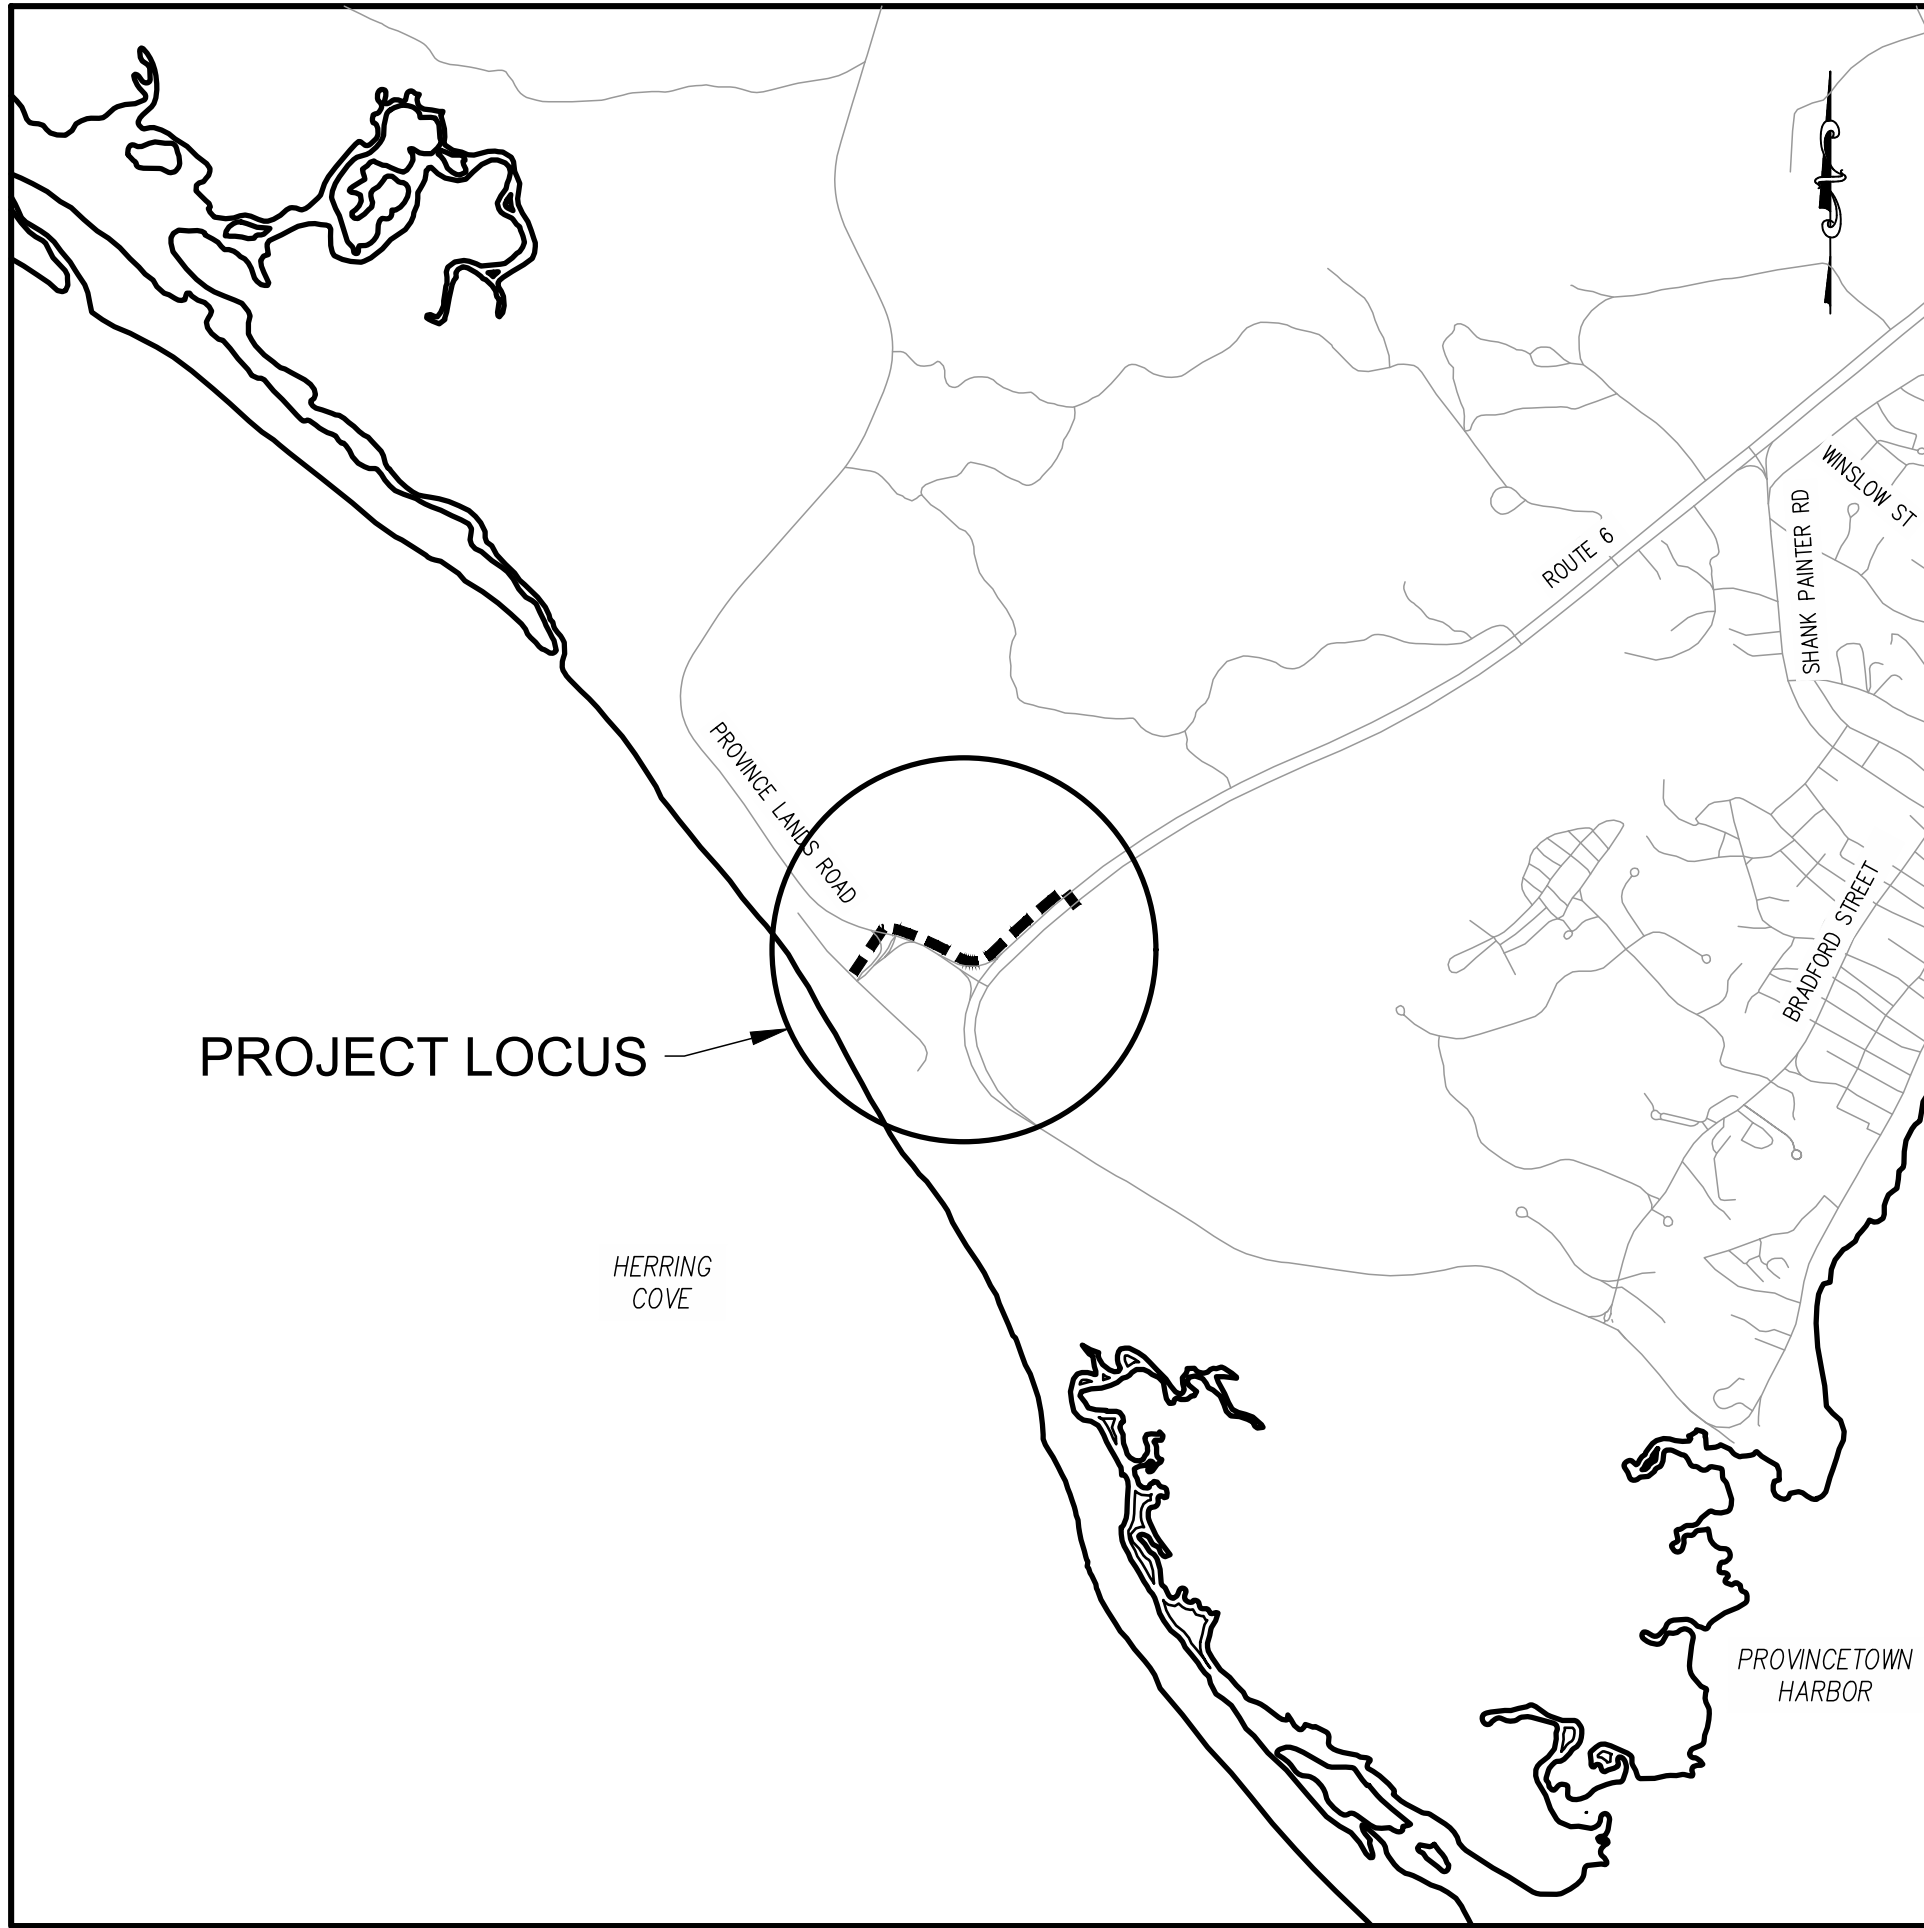 WINSLOW ST
SHANK PAINTER RD
ROUTE 6
PROVINCE LANDS ROAD
BRADFORD STREET
PROJECT LOCUS
HERRING
COVE
PROVINCETOWN
HARBOR